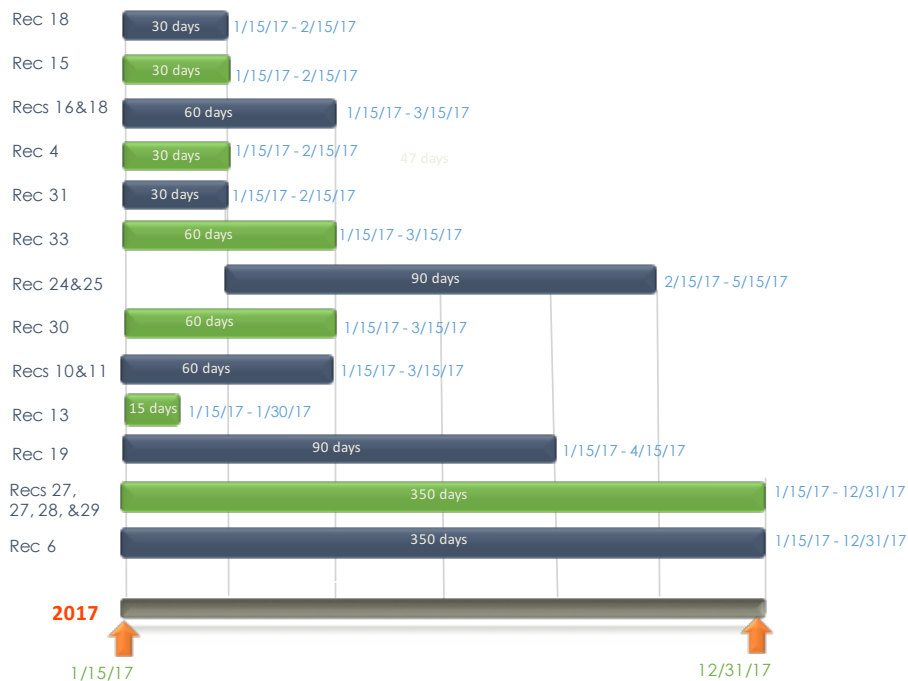 Rec 18 30 days 1/15/17 - 2/15/17
Rec 15 30 days 1/15/17 - 2/15/17
Recs 16&18 60 days 1/15/17 - 3/15/17
Rec 4 30 days 1/15/17 - 2/15/17 47 days
Rec 31 30 days 1/15/17 - 2/15/17
Rec 33 60 days 1/15/17 - 3/15/17
Rec 24&25 90 days 2/15/17 - 5/15/17
Rec 30 60 days 1/15/17 - 3/15/17
Recs 10&11 60 days 1/15/17 - 3/15/17
Rec 13 15 days 1/15/17 - 1/30/17
Rec 19 90 days 1/15/17 - 4/15/17
Recs 27, 350 days 1/15/17 - 12/31/17
27, 28, &29
Rec 6 350 days 1/15/17 - 12/31/17
2017
1/15/17 12/31/17